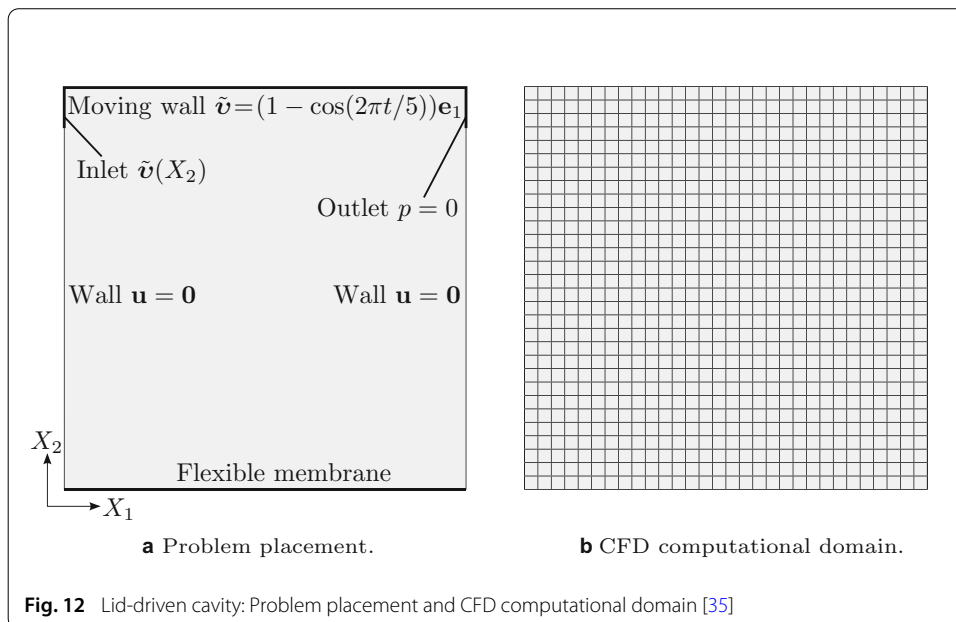 Moving wall ṽ=(1 − cos(2πt/5))e₁
Inlet ṽ(X₂)
Outlet p = 0
Wall u = 0
Wall u = 0
X₂
Flexible membrane
X₁
a Problem placement.
b CFD computational domain.
Fig. 12 Lid-driven cavity: Problem placement and CFD computational domain [35]